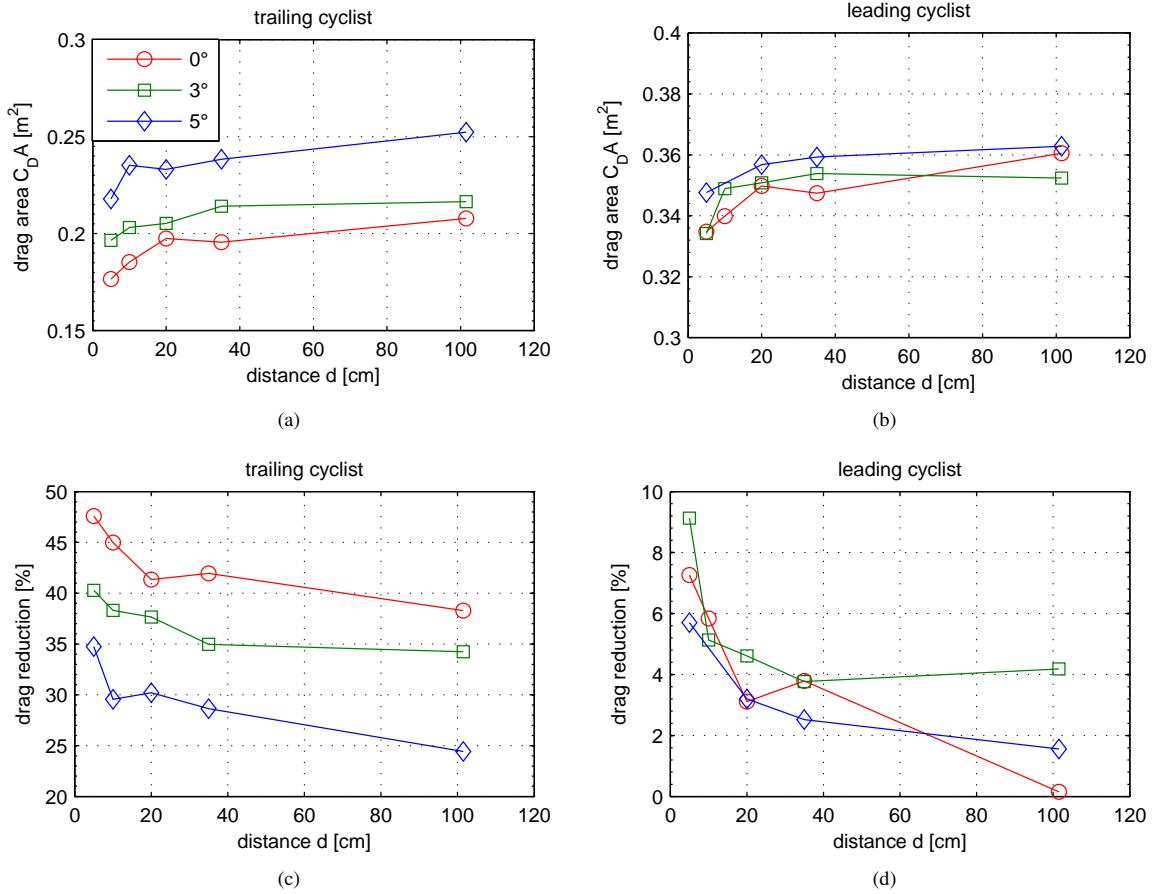 trailing cyclist
0.3
0.25
0.2
0.15
drag area C_D A [m²]
0°
3°
5°
0 20 40 60 80 100 120
distance d [cm]
(a)
leading cyclist
0.4
0.38
0.36
0.34
0.32
0.3
drag area C_D A [m²]
0 20 40 60 80 100 120
distance d [cm]
(b)
trailing cyclist
50
45
40
35
30
25
20
drag reduction [%]
0 20 40 60 80 100 120
distance d [cm]
(c)
leading cyclist
10
8
6
4
2
0
drag reduction [%]
0 20 40 60 80 100 120
distance d [cm]
(d)